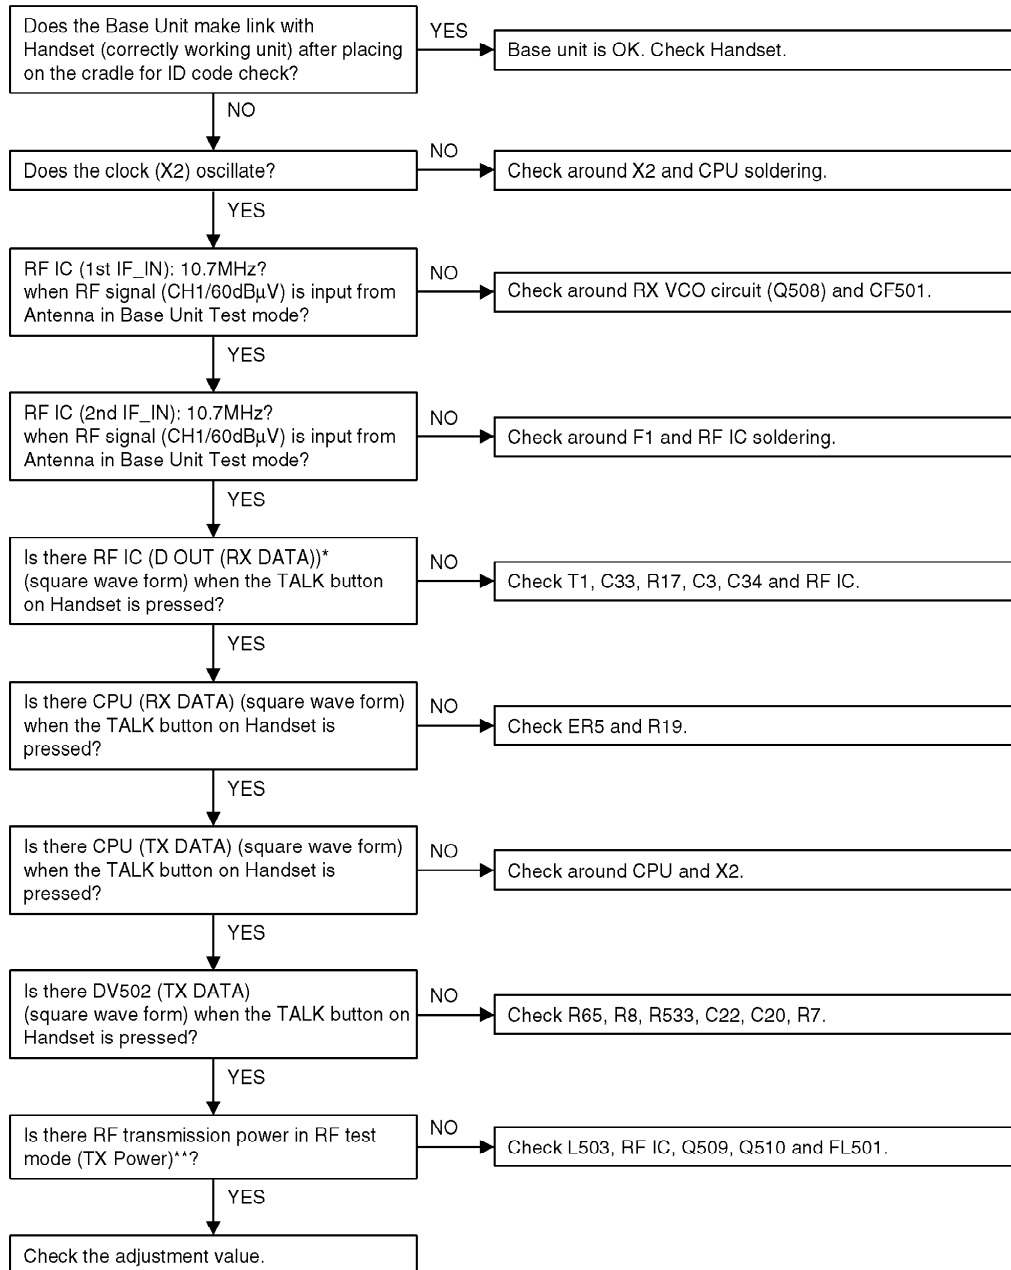 Does the Base Unit make link with
Handset (correctly working unit) after placing
on the cradle for ID code check?
YES
Base unit is OK. Check Handset.
NO
Does the clock (X2) oscillate?
NO
Check around X2 and CPU soldering.
YES
RF IC (1st IF_IN): 10.7MHz?
when RF signal (CH1/60dBµV) is input from
Antenna in Base Unit Test mode?
NO
Check around RX VCO circuit (Q508) and CF501.
YES
RF IC (2nd IF_IN): 10.7MHz?
when RF signal (CH1/60dBµV) is input from
Antenna in Base Unit Test mode?
NO
Check around F1 and RF IC soldering.
YES
Is there RF IC (D OUT (RX DATA))*
(square wave form) when the TALK button
on Handset is pressed?
NO
Check T1, C33, R17, C3, C34 and RF IC.
YES
Is there CPU (RX DATA) (square wave form)
when the TALK button on Handset is
pressed?
NO
Check ER5 and R19.
YES
Is there CPU (TX DATA) (square wave form)
when the TALK button on Handset is
pressed?
NO
Check around CPU and X2.
YES
Is there DV502 (TX DATA)
(square wave form) when the TALK button on
Handset is pressed?
NO
Check R65, R8, R533, C22, C20, R7.
YES
Is there RF transmission power in RF test
mode (TX Power)**?
NO
Check L503, RF IC, Q509, Q510 and FL501.
YES
Check the adjustment value.